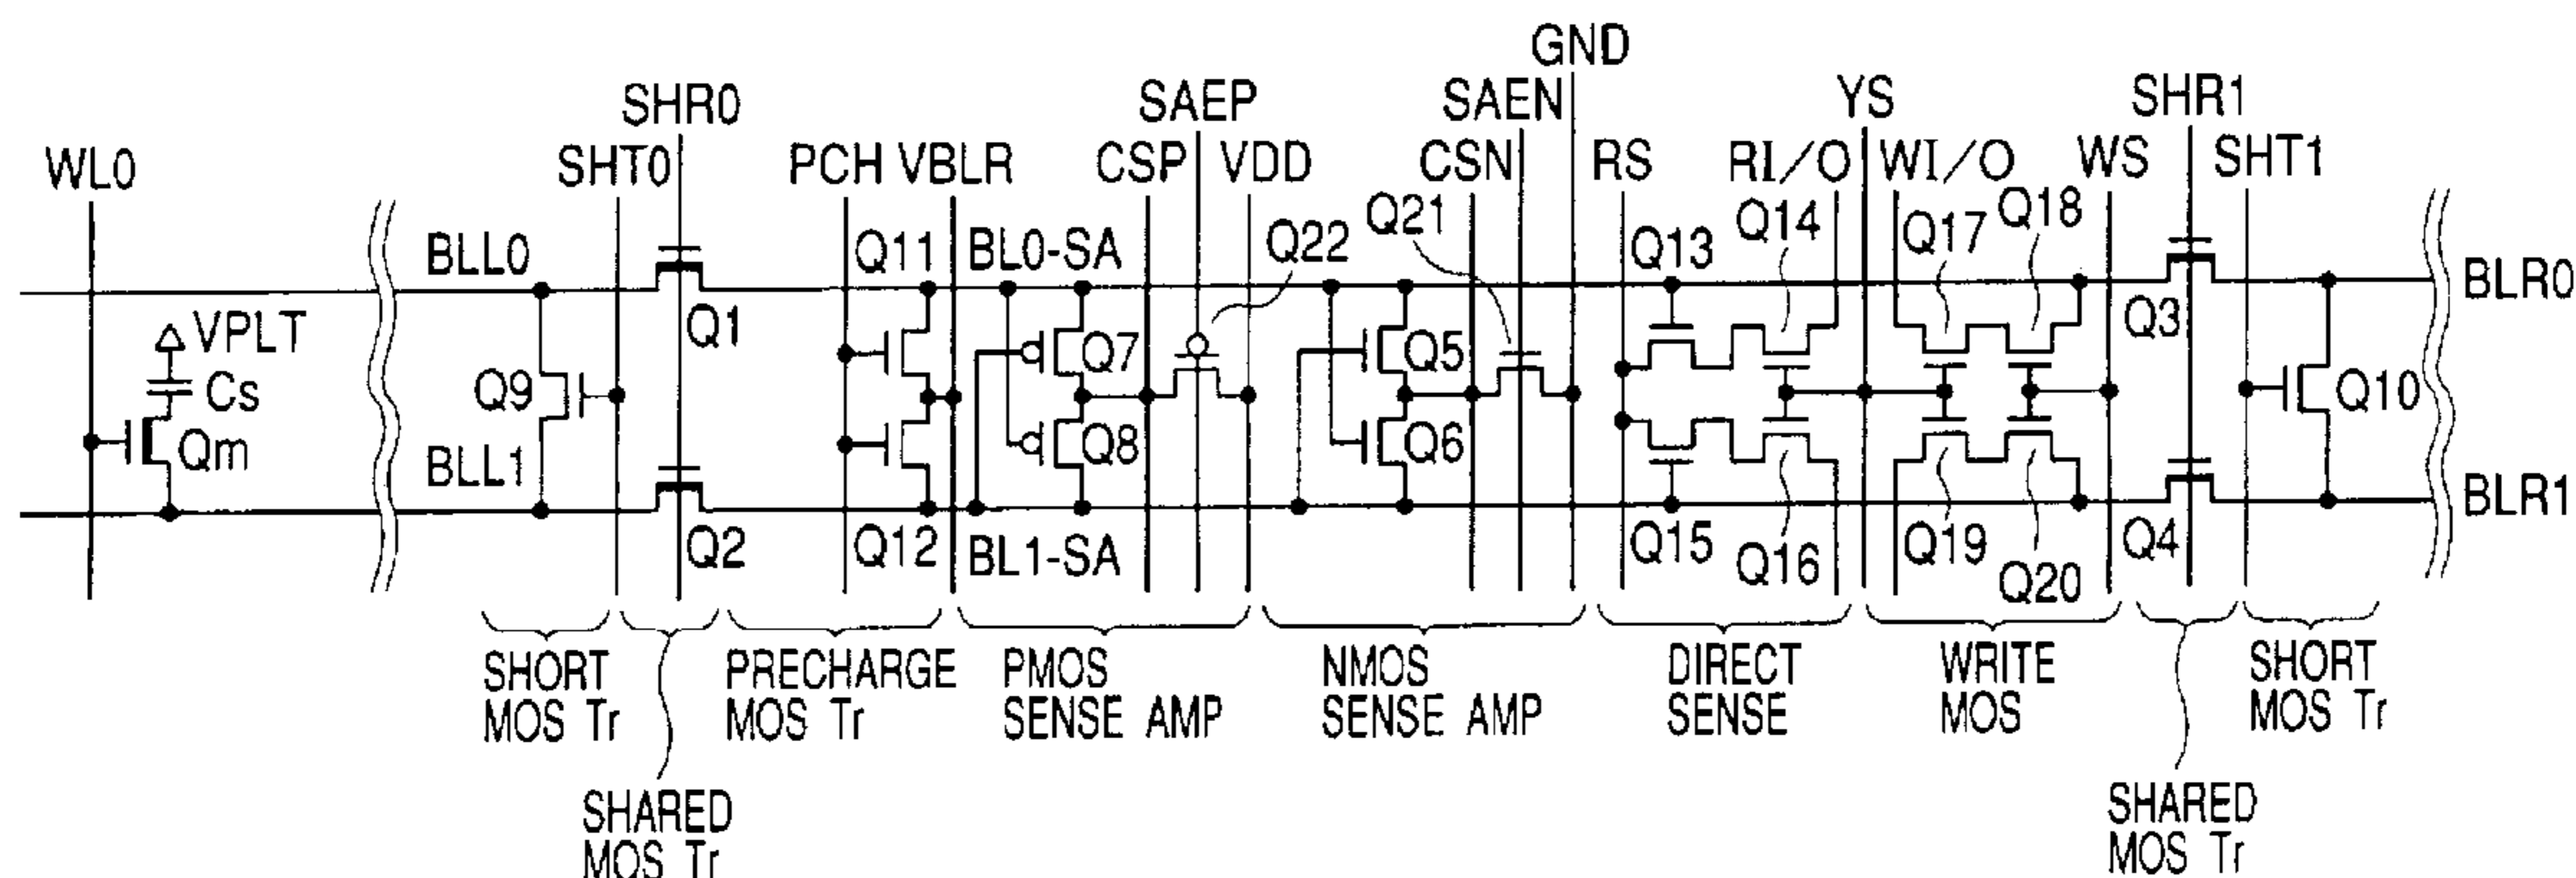 GND
SHR0 SAEP SAEN YS SHR1
WL0 SHT0 PCH VBLR CSP VDD CSN RS RI/O WI/O WS SHT1
Q21 Q14 Q18
BLL0 Q11 BL0-SA Q22 Q13 Q17 BLR0
VPLT Q1 Q7 Q5 Q3
Cs Q9 Q10
Qm Q8 Q6
BLL1 BLR1
Q2 Q12 BL1-SA Q15 Q16 Q19 Q20 Q4
SHORT MOS Tr
PRECHARGE MOS Tr
PMOS SENSE AMP
NMOS SENSE AMP
DIRECT SENSE
WRITE MOS
SHORT MOS Tr
SHARED MOS Tr
SHARED MOS Tr